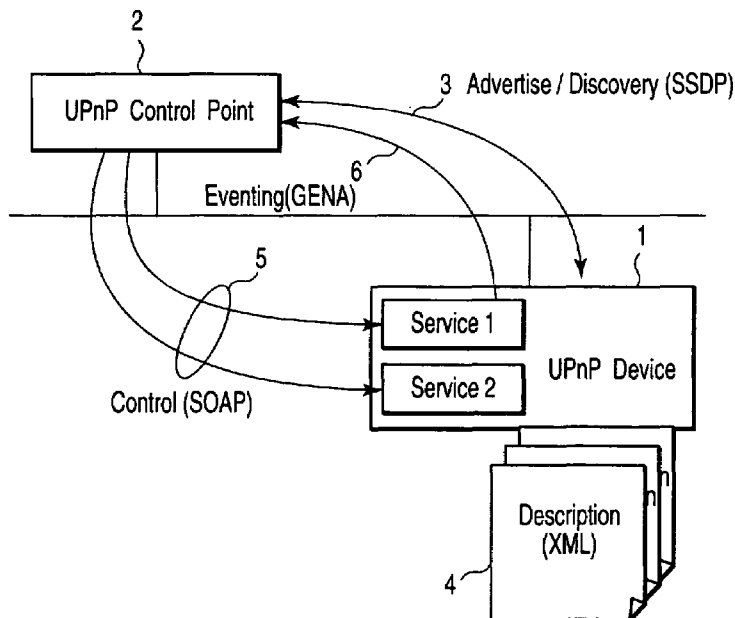 2
UPnP Control Point
3 Advertise / Discovery (SSDP)
6
Eventing(GENA)
1
5
Service 1
Service 2
UPnP Device
Control (SOAP)
n
n
Description
(XML)
4